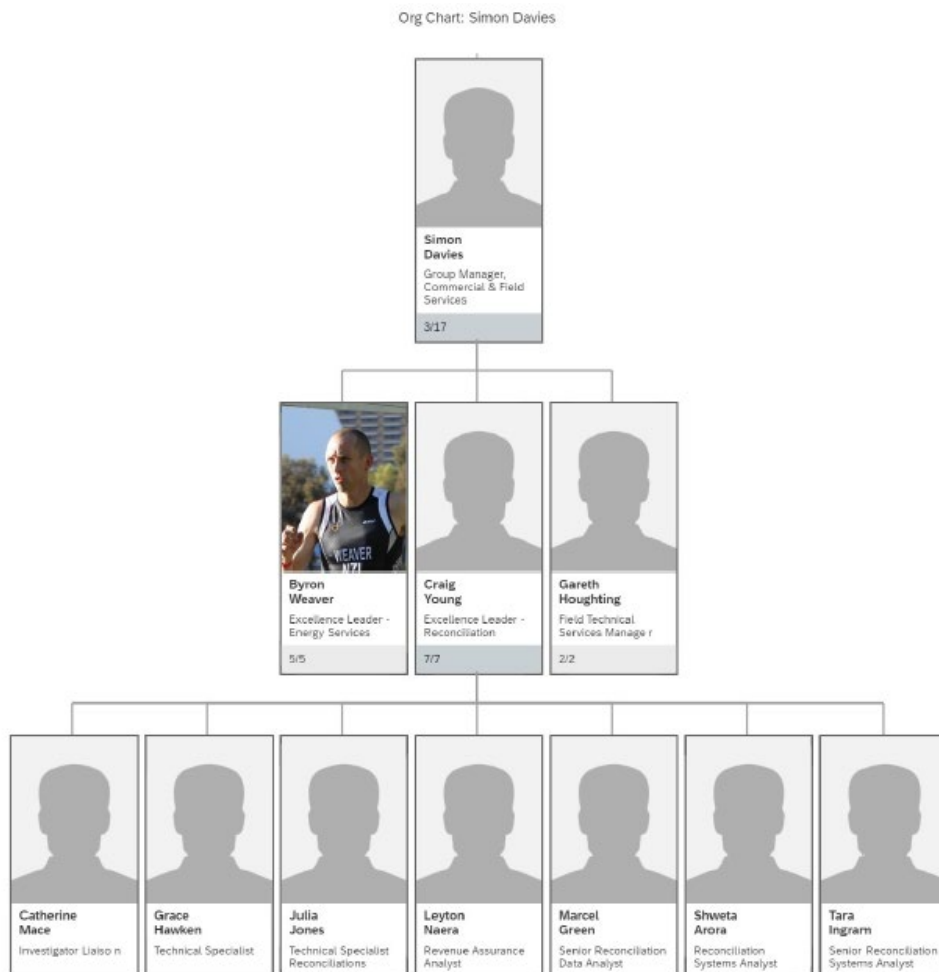 Org Chart: Simon Davies
Simon
Davies
Group Manager,
Commercial & Field
Services
3/17
WEAVER
NZL
Byron
Weaver
Excellence Leader -
Energy Services
5/5
Craig
Young
Excellence Leader -
Reconciliation
7/7
Gareth
Houghting
Field Technical
Services Manage r
2/2
Catherine
Mace
Investigator Liaiso n
Grace
Hawken
Technical Specialist
Julia
Jones
Technical Specialist
Reconciliations
Leyton
Naera
Revenue Assurance
Analyst
Marcel
Green
Senior Reconciliation
Data Analyst
Shweta
Arora
Reconciliation
Systems Analyst
Tara
Ingram
Senior Reconciliation
Systems Analyst